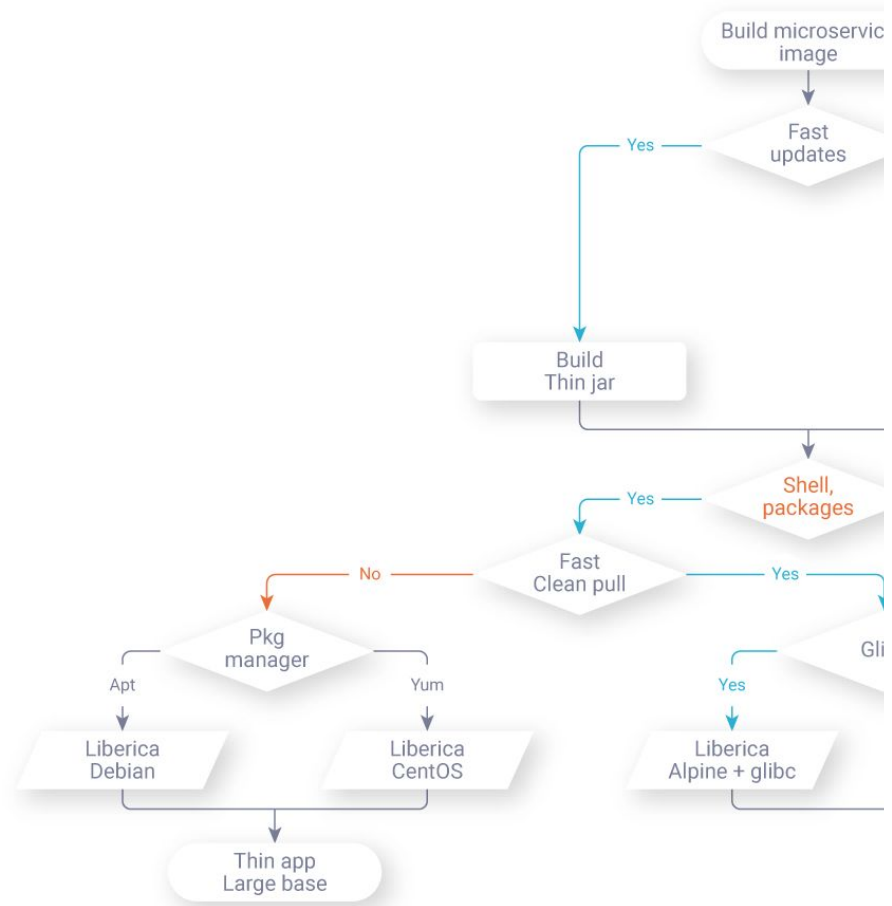 Build microservic
image
Fast
updates
Yes
Build
Thin jar
Shell,
packages
Yes
Fast
Clean pull
No
Yes
Pkg
manager
Gli
Apt
Yum
Yes
Liberica
Debian
Liberica
CentOS
Liberica
Alpine + glibc
Thin app
Large base